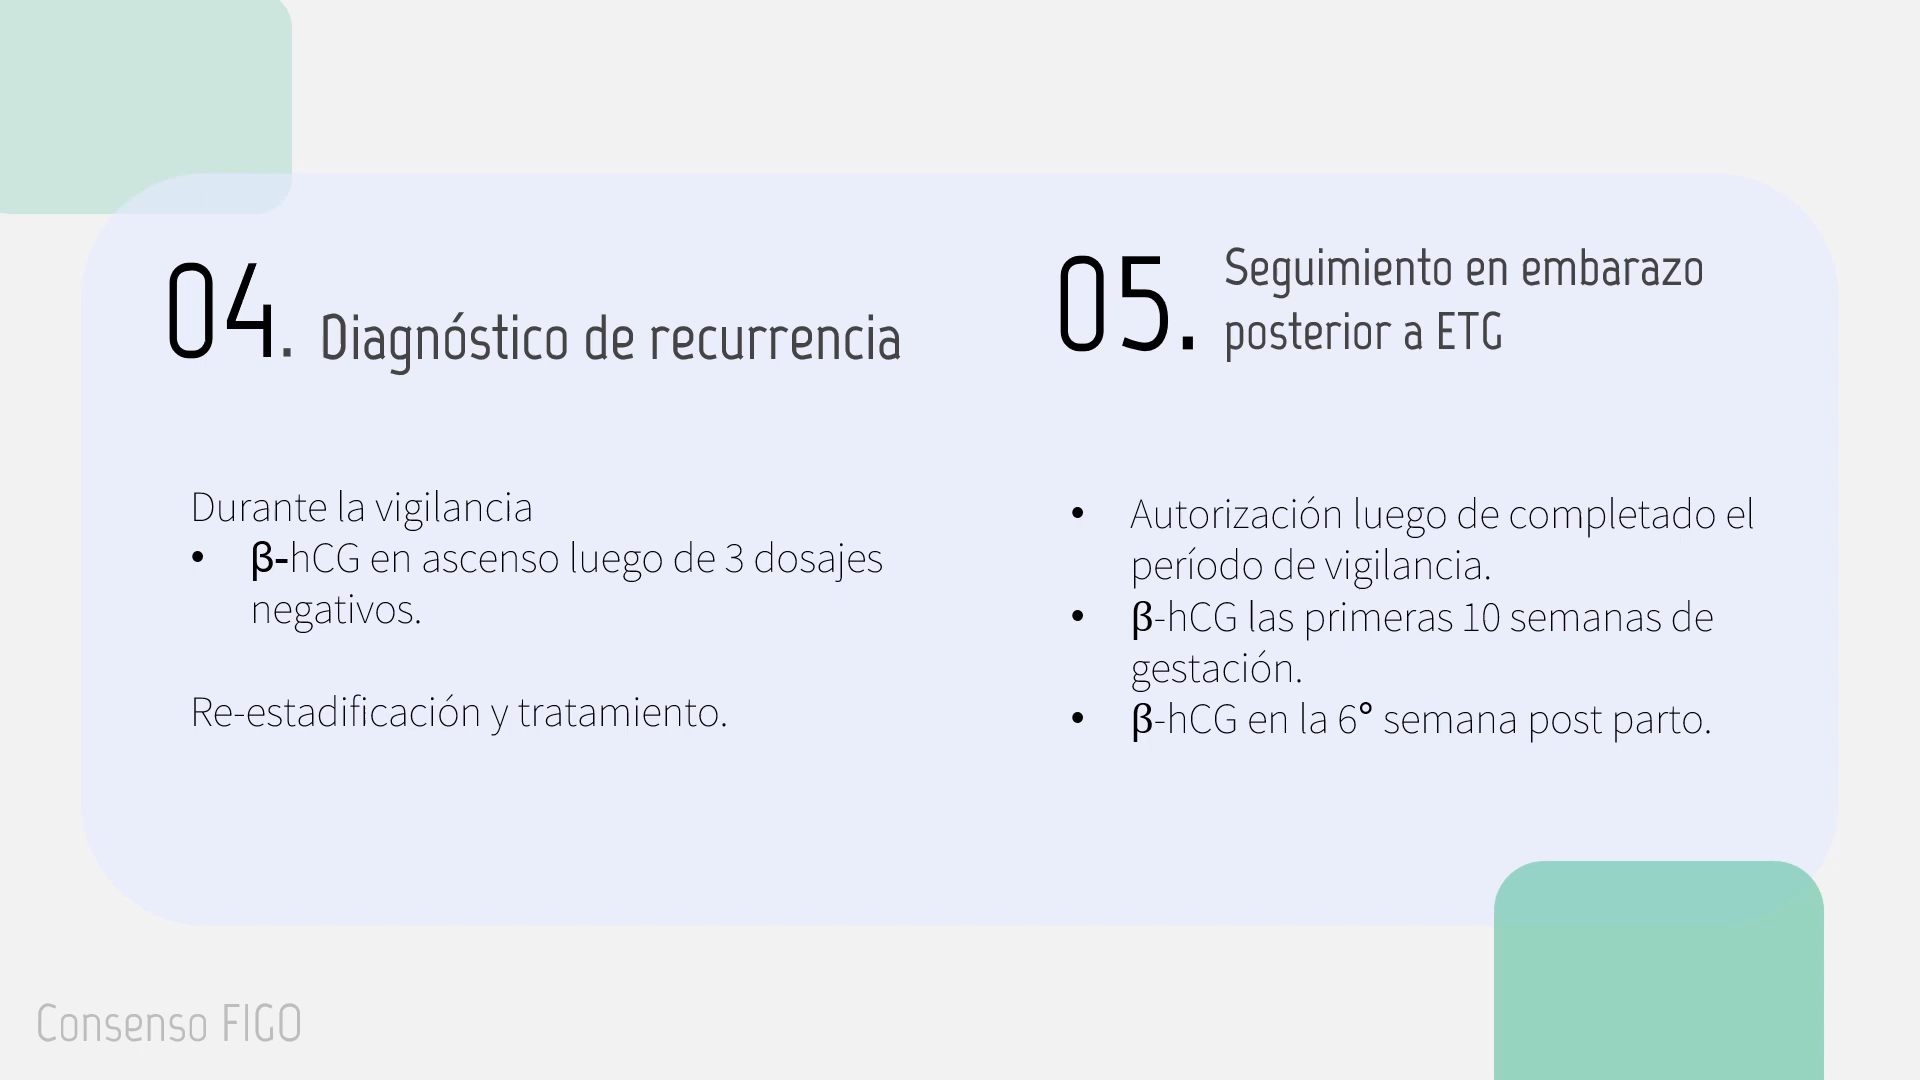 04. Diagnóstico de recurrencia
Durante la vigilancia
• β-hCG en ascenso luego de 3 dosajes
negativos.
Re-estadificación y tratamiento.
05. Seguimiento en embarazo
posterior a ETG
• Autorización luego de completado el
período de vigilancia.
• β-hCG las primeras 10 semanas de
gestación.
• β-hCG en la 6° semana post parto.
Consenso FIGO